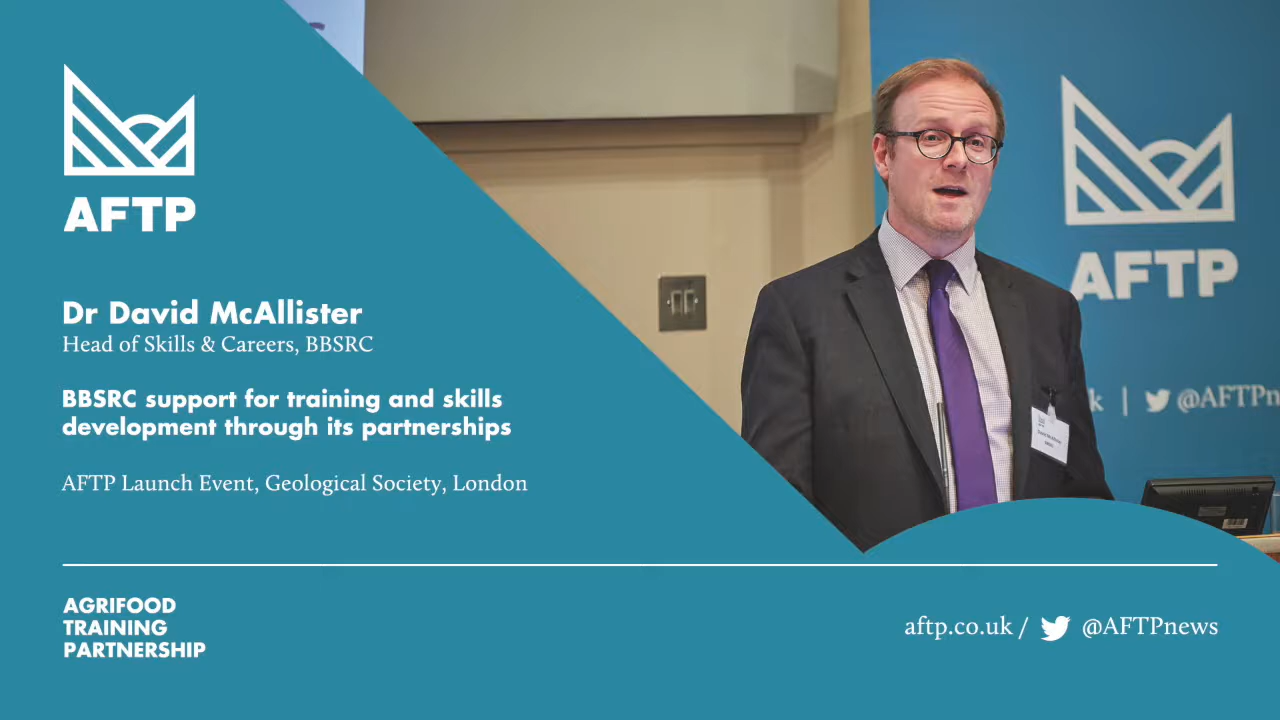 AFTP
Dr David McAllister
Head of Skills & Careers, BBSRC
BBSRC support for training and skills
development through its partnerships
AFTP Launch Event, Geological Society, London
AGRIFOOD
TRAINING
PARTNERSHIP
aftp.co.uk / @AFTPnews
AFTP
k | @AFTPn